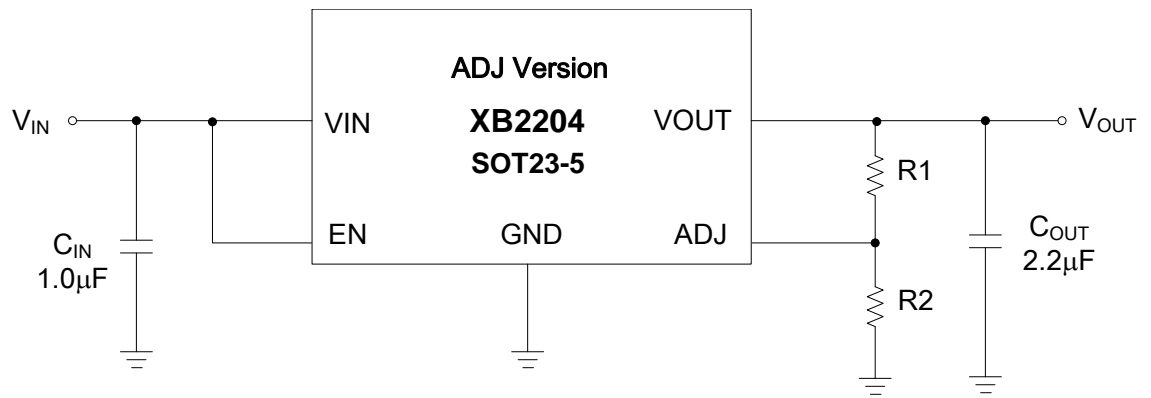 ADJ Version
V_IN
VIN
XB2204
VOUT
V_OUT
SOT23-5
R1
EN
GND
ADJ
C_IN
1.0μF
C_OUT
2.2μF
R2